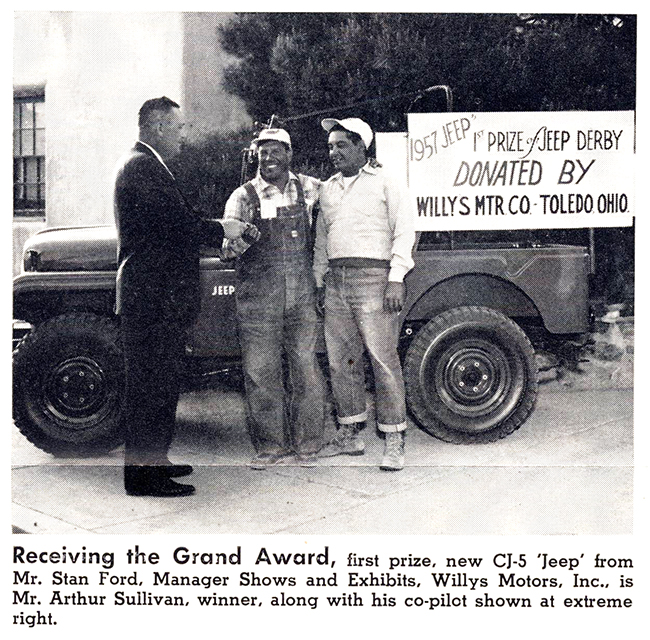 1957 JEEP"
1ST PRIZE of JEEP DERBY
DONATED BY
WILLYS MTR. CO. - TOLEDO, OHIO.
JEEP
Receiving the Grand Award, first prize, new CJ-5 'Jeep' from
Mr. Stan Ford, Manager Shows and Exhibits, Willys Motors, Inc., is
Mr. Arthur Sullivan, winner, along with his co-pilot shown at extreme
right.